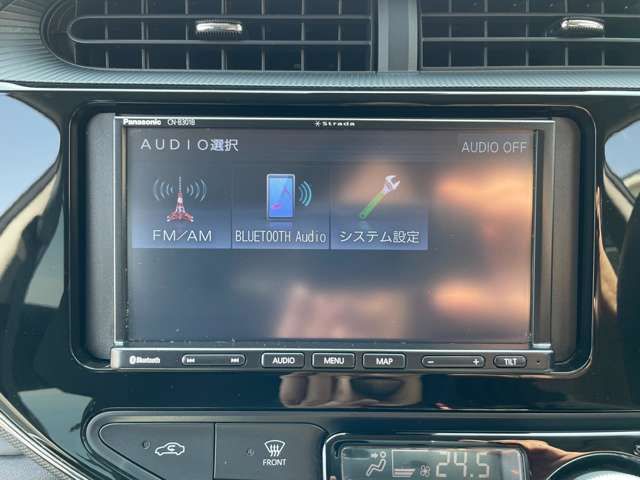 Panasonic CN-B301B Strada
AUDIO選択 AUDIO OFF
FM/AM BLUETOOTH Audio システム設定
Bluetooth AUDIO MENU MAP − + TILT
FRONT 24.5